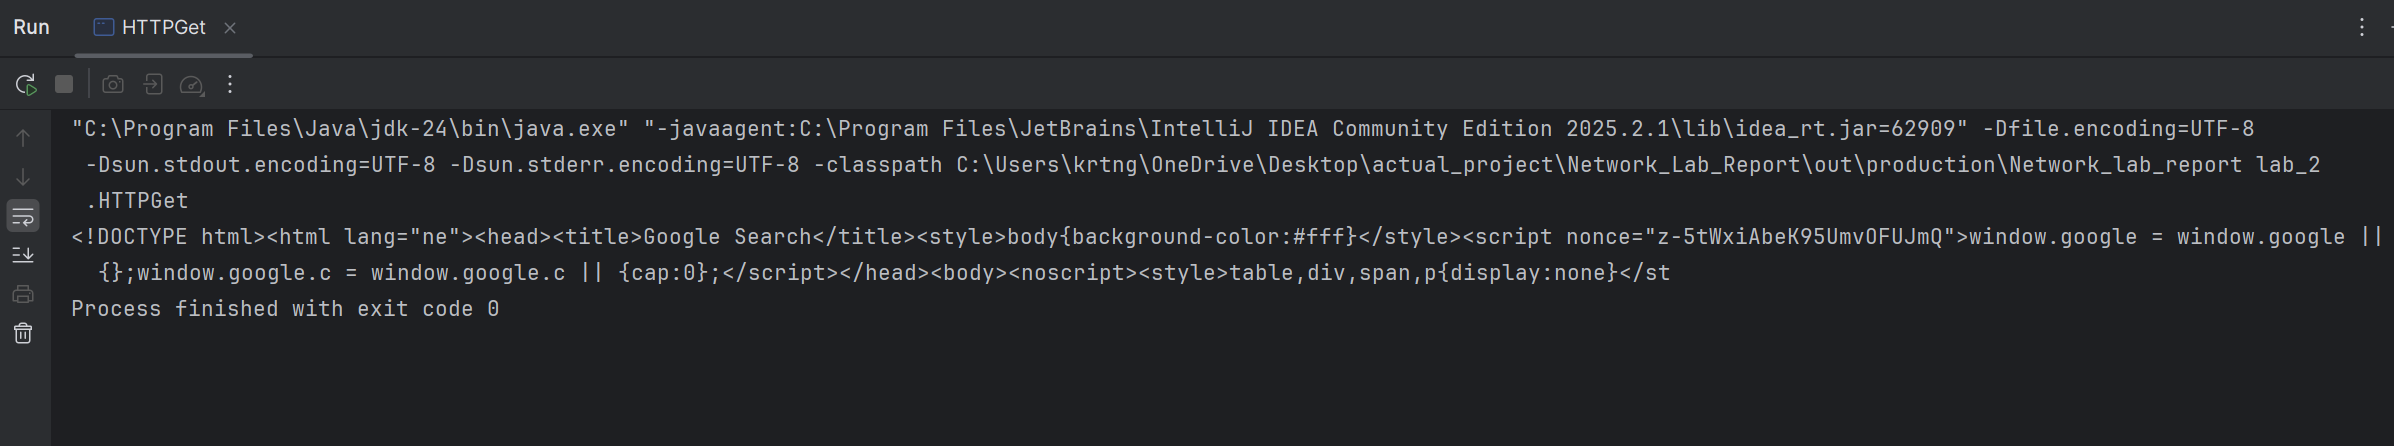 Run HTTPGet
"C:\Program Files\Java\jdk-24\bin\java.exe" "-javaagent:C:\Program Files\JetBrains\IntelliJ IDEA Community Edition 2025.2.1\lib\idea_rt.jar=62909" -Dfile.encoding=UTF-8
-Dsun.stdout.encoding=UTF-8 -Dsun.stderr.encoding=UTF-8 -classpath C:\Users\krtng\OneDrive\Desktop\actual_project\Network_Lab_Report\out\production\Network_lab_report lab_2
.HTTPGet
<!DOCTYPE html><html lang="ne"><head><title>Google Search</title><style>body{background-color:#fff}</style><script nonce="z-5tWxiAbeK95UmvOFUJmQ">window.google = window.google ||
{};window.google.c = window.google.c || {cap:0};</script></head><body><noscript><style>table,div,span,p{display:none}</st
Process finished with exit code 0